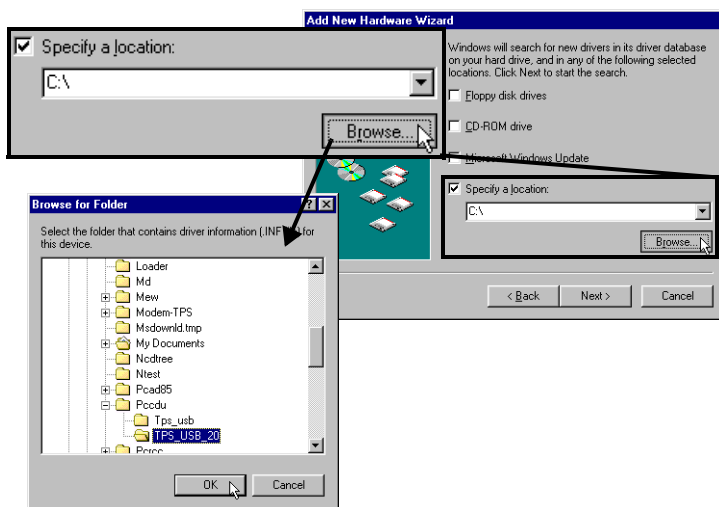 Add New Hardware Wizard
Specify a location:
C:\
Browse...
Windows will search for new drivers in its driver database
on your hard drive, and in any of the following selected
locations. Click Next to start the search.
Floppy disk drives
CD-ROM drive
Microsoft Windows Update
Specify a location:
C:\
Browse...
< Back
Next >
Cancel
Browse for Folder
Select the folder that contains driver information (.INF) for
this device.
Loader
Md
Mew
Modem-TPS
Msdownld.tmp
My Documents
Ncdtree
Ntest
Pcad85
Pccdu
Tps_usb
TPS_USB_20
OK
Cancel